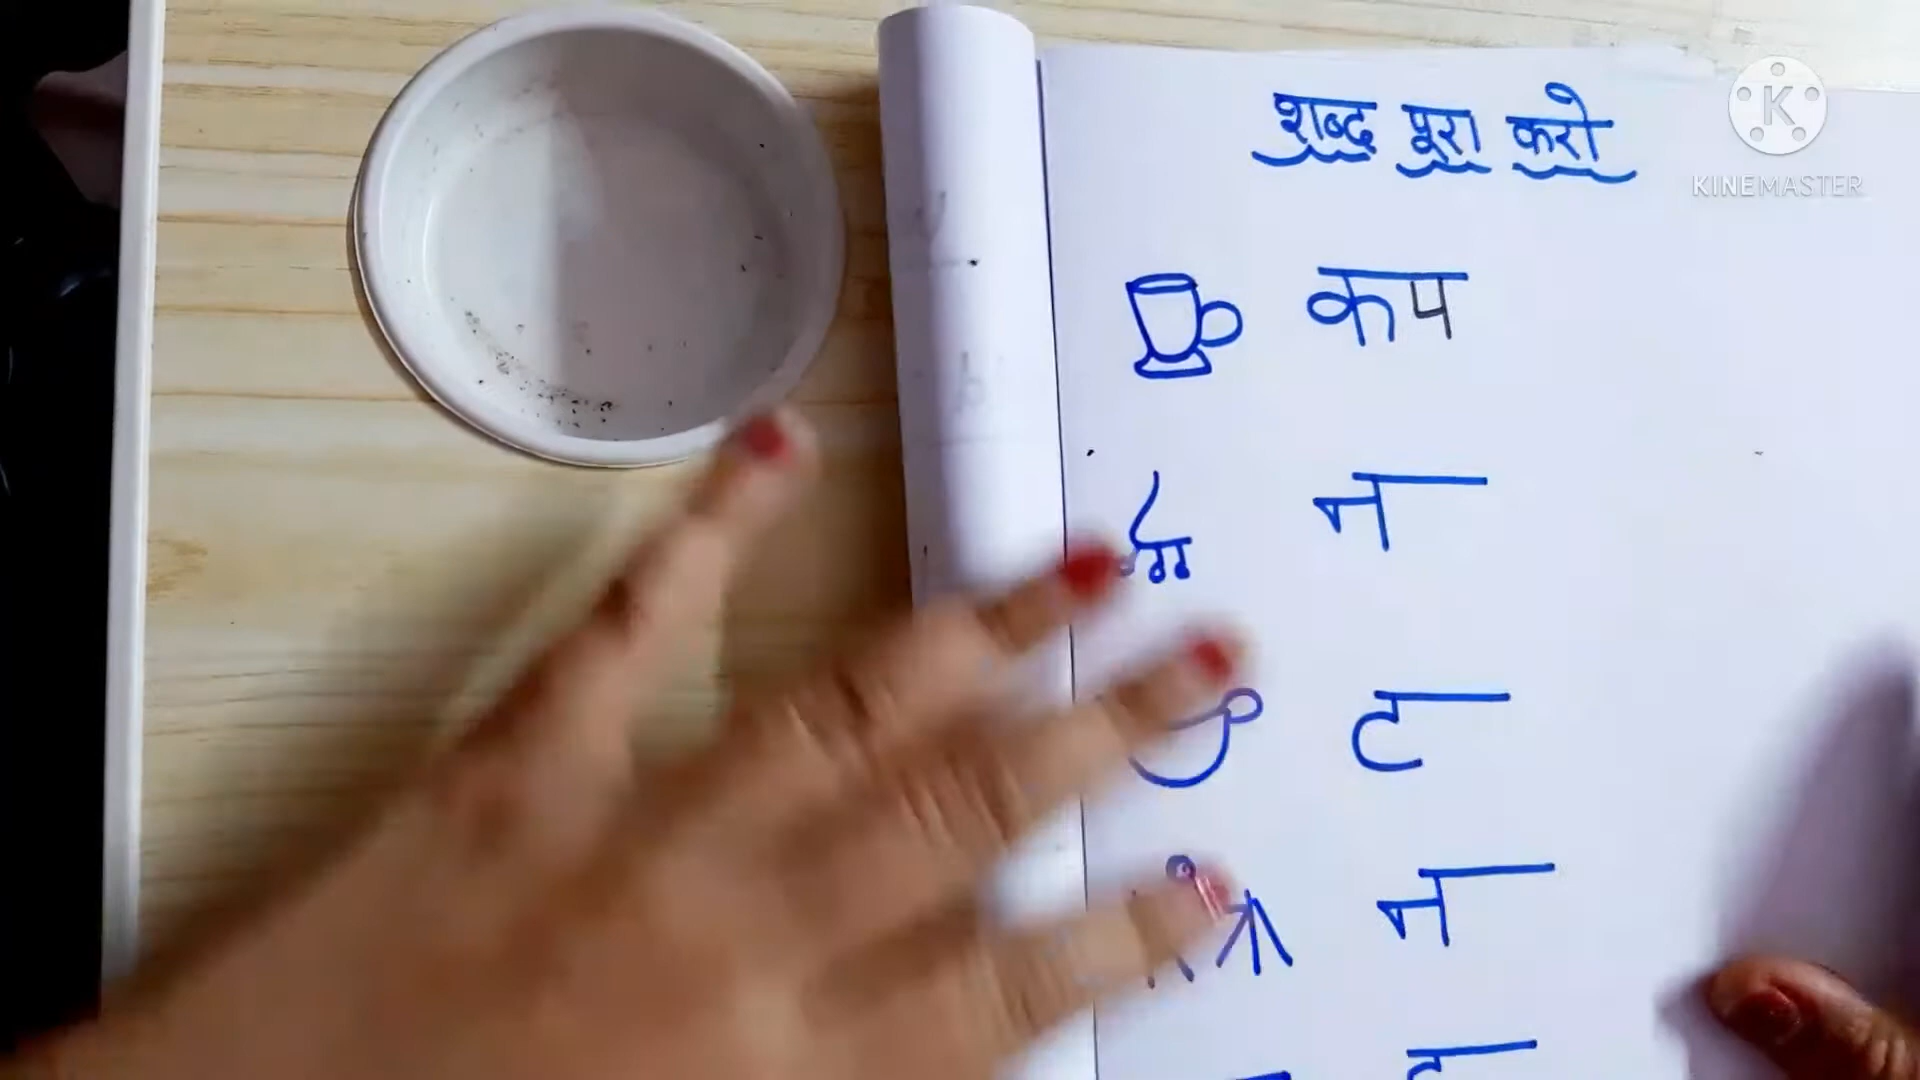 शब्द पूरा करो
KINEMASTER
कप
न
ट
न